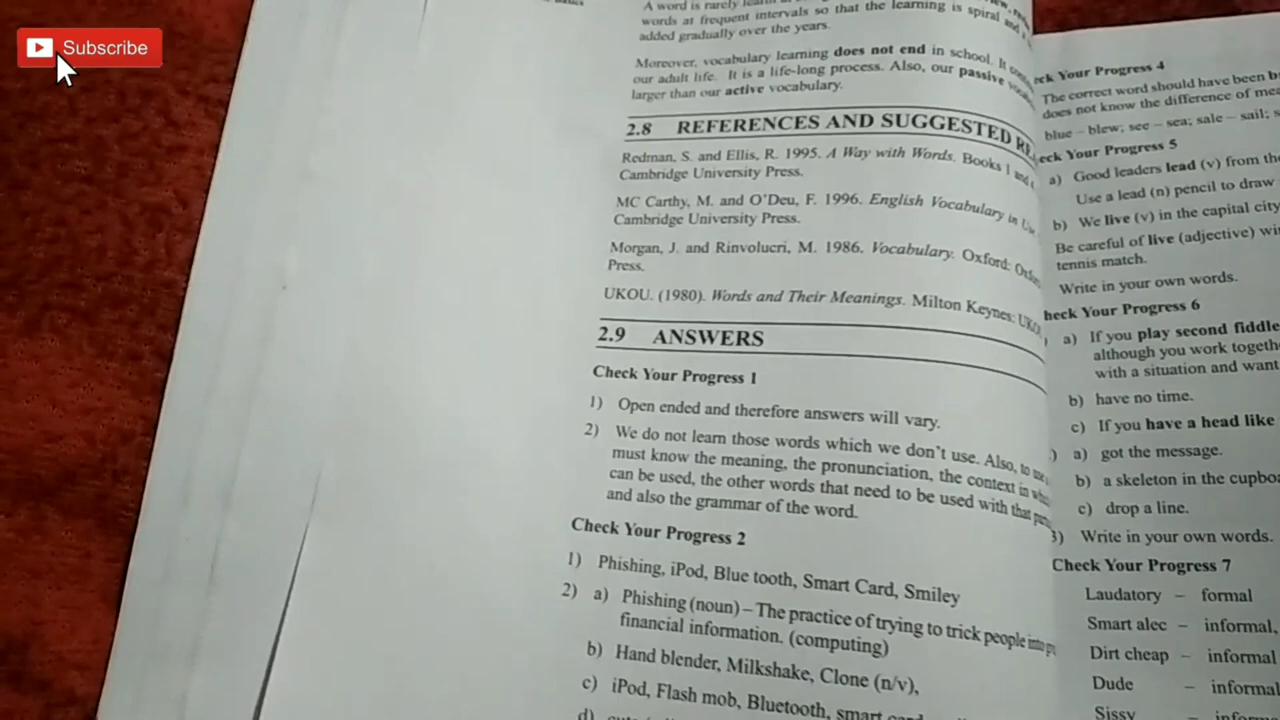 Subscribe
A word is rarely
words at frequent intervals so that the learning is spiral and
added gradually over the years.
Moreover, vocabulary learning does not end in school. It
our adult life. It is a life-long process. Also, our passive
larger than our active vocabulary.
2.8 REFERENCES AND SUGGESTED
Redman, S. and Ellis, R. 1995. A Way with Words. Books 1 and
Cambridge University Press.
MC Carthy, M. and O'Deu, F. 1996. English Vocabulary in
Cambridge University Press.
Morgan, J. and Rinvolucri, M. 1986. Vocabulary. Oxford:
Press.
UKOU. (1980). Words and Their Meanings. Milton Keynes:
2.9 ANSWERS
Check Your Progress 1
1) Open ended and therefore answers will vary.
2) We do not learn those words which we don't use. Also, to
must know the meaning, the pronunciation, the context in
can be used, the other words that need to be used with that
and also the grammar of the word.
Check Your Progress 2
1) Phishing, iPod, Blue tooth, Smart Card, Smiley
2) a) Phishing (noun) – The practice of trying to trick people into
financial information. (computing)
b) Hand blender, Milkshake, Clone (n/v),
c) iPod, Flash mob, Bluetooth, smart card
d)
Your Progress 4
The correct word should have been
does not know the difference of
blue – blew; see – sea; sale – sail;
Your Progress 5
a) Good leaders lead (v) from the
Use a lead (n) pencil to draw
b) We live (v) in the capital city
Be careful of live (adjective)
tennis match.
Write in your own words.
Your Progress 6
a) If you play second fiddle
although you work
with a situation and want
b) have no time.
c) If you have a head like
) a) got the message.
b) a skeleton in the
c) drop a line.
3) Write in your own words.
Check Your Progress 7
Laudatory – formal
Smart alec – informal,
Dirt cheap – informal
Dude – informal
Sissy –